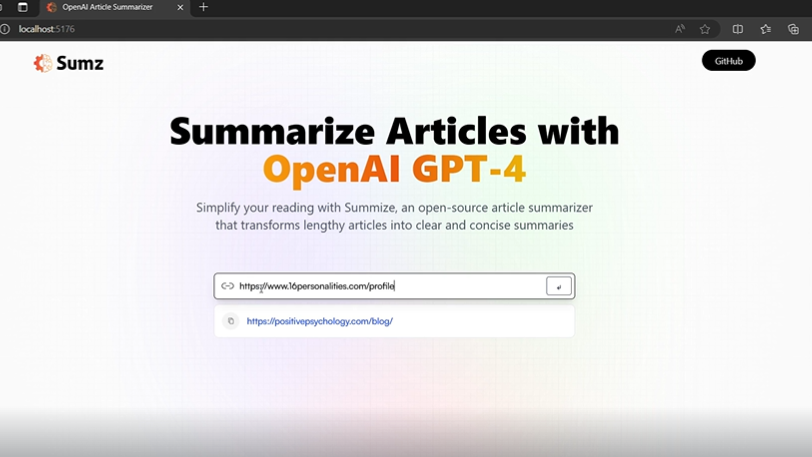 OpenAI Article Summarizer
localhost:5176
Sumz
GitHub
Summarize Articles with
OpenAI GPT-4
Simplify your reading with Summize, an open-source article summarizer
that transforms lengthy articles into clear and concise summaries
https://www.16personalities.com/profile
https://positivepsychology.com/blog/